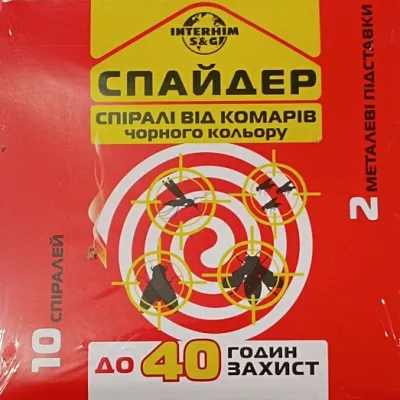 INTERHIM
S&G
СПАЙДЕР
СПІРАЛІ ВІД КОМАРІВ
ЧОРНОГО КОЛЬОРУ
10 СПІРАЛЕЙ
2 МЕТАЛЕВІ ПІДСТАВКИ
ДО 40 ГОДИН
ЗАХИСТ